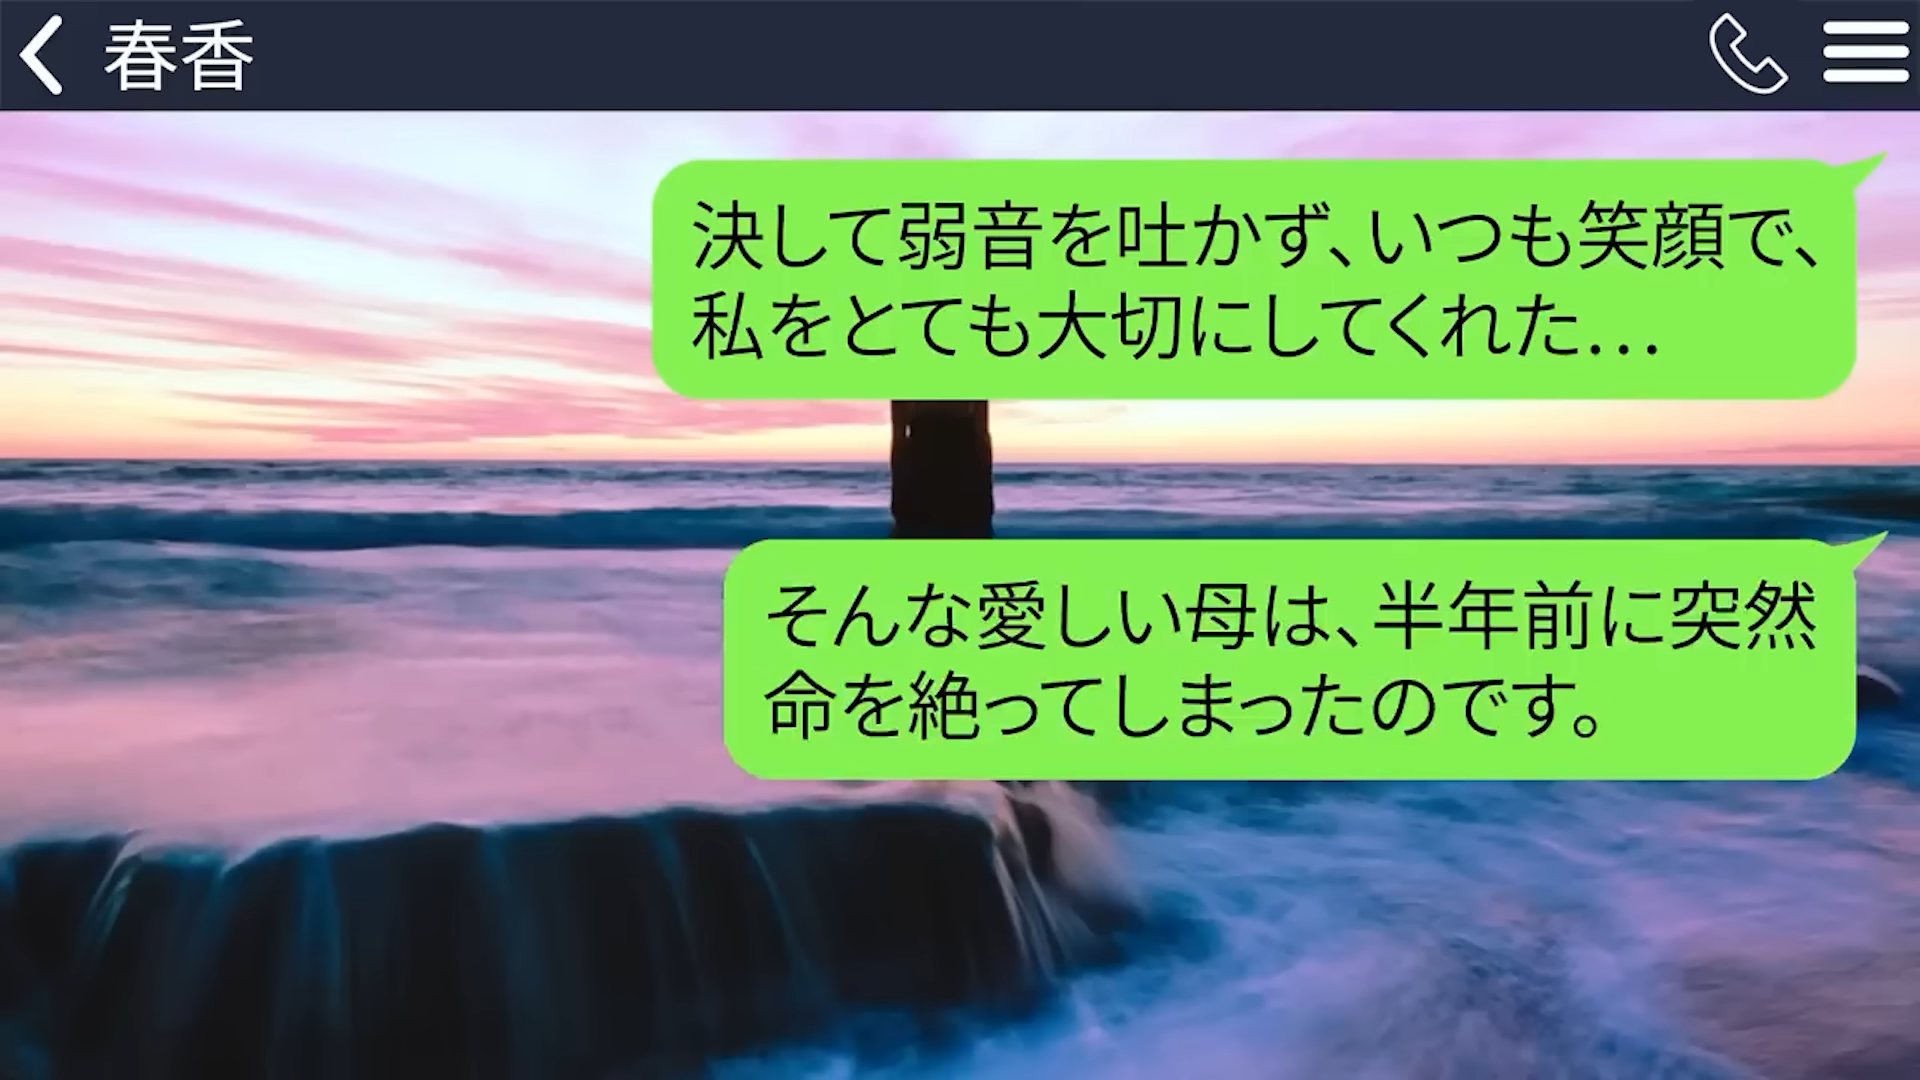 春香
決して弱音を吐かず、いつも笑顔で、
私をとても大切にしてくれた…
そんな愛しい母は、半年前に突然
命を絶ってしまったのです。